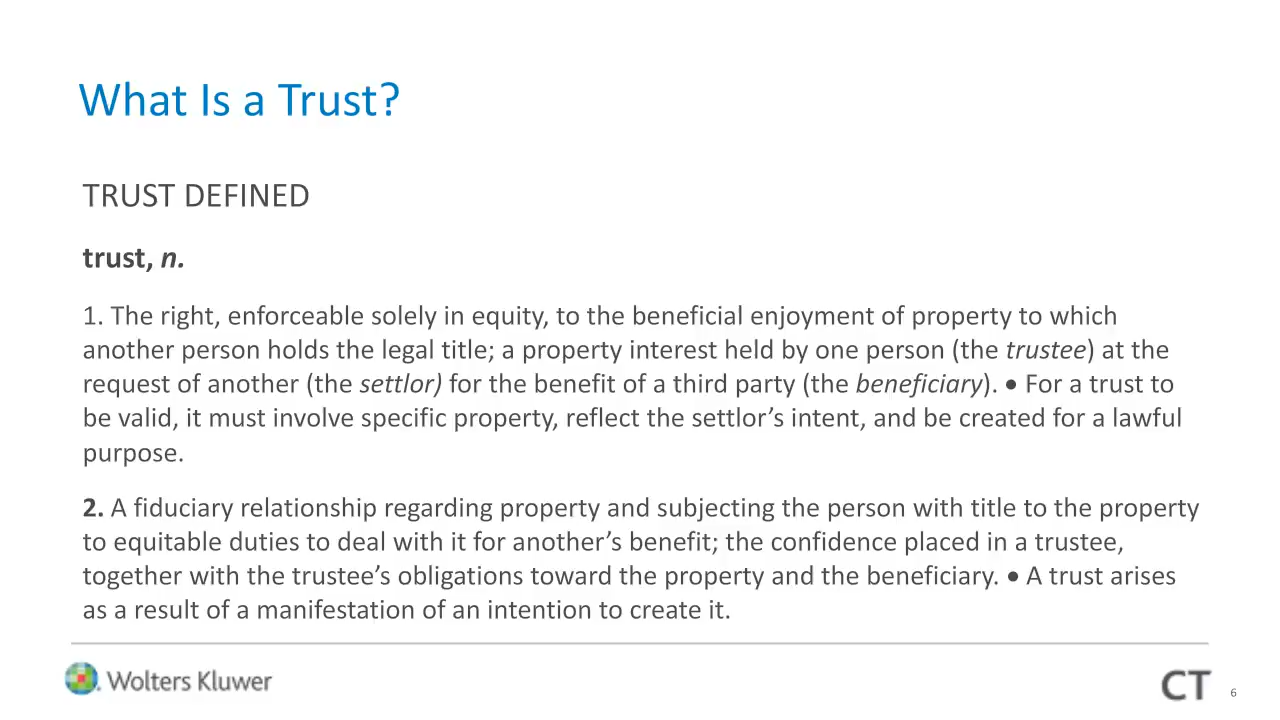 What Is a Trust?
TRUST DEFINED
trust, n.
1. The right, enforceable solely in equity, to the beneficial enjoyment of property to which
another person holds the legal title; a property interest held by one person (the trustee) at the
request of another (the settlor) for the benefit of a third party (the beneficiary). ● For a trust to
be valid, it must involve specific property, reflect the settlor’s intent, and be created for a lawful
purpose.
2. A fiduciary relationship regarding property and subjecting the person with title to the property
to equitable duties to deal with it for another’s benefit; the confidence placed in a trustee,
together with the trustee’s obligations toward the property and the beneficiary. ● A trust arises
as a result of a manifestation of an intention to create it.
Wolters Kluwer
CT
6